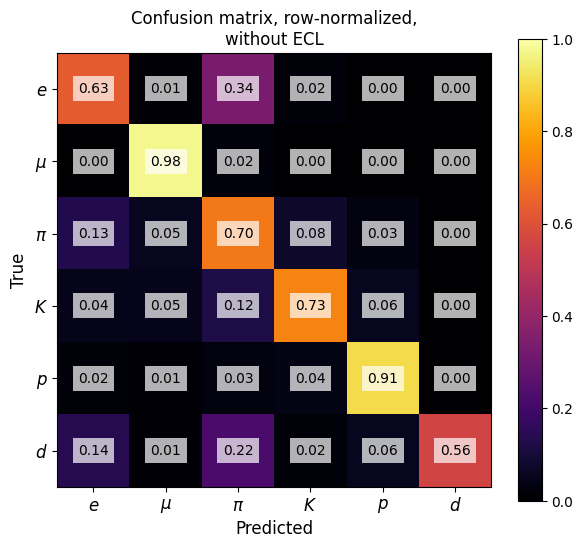 Confusion matrix, row-normalized,
without ECL
True
e 0.63 0.01 0.34 0.02 0.00 0.00
μ 0.00 0.98 0.02 0.00 0.00 0.00
π 0.13 0.05 0.70 0.08 0.03 0.00
K 0.04 0.05 0.12 0.73 0.06 0.00
p 0.02 0.01 0.03 0.04 0.91 0.00
d 0.14 0.01 0.22 0.02 0.06 0.56
e μ π K p d
Predicted
1.0
0.8
0.6
0.4
0.2
0.0